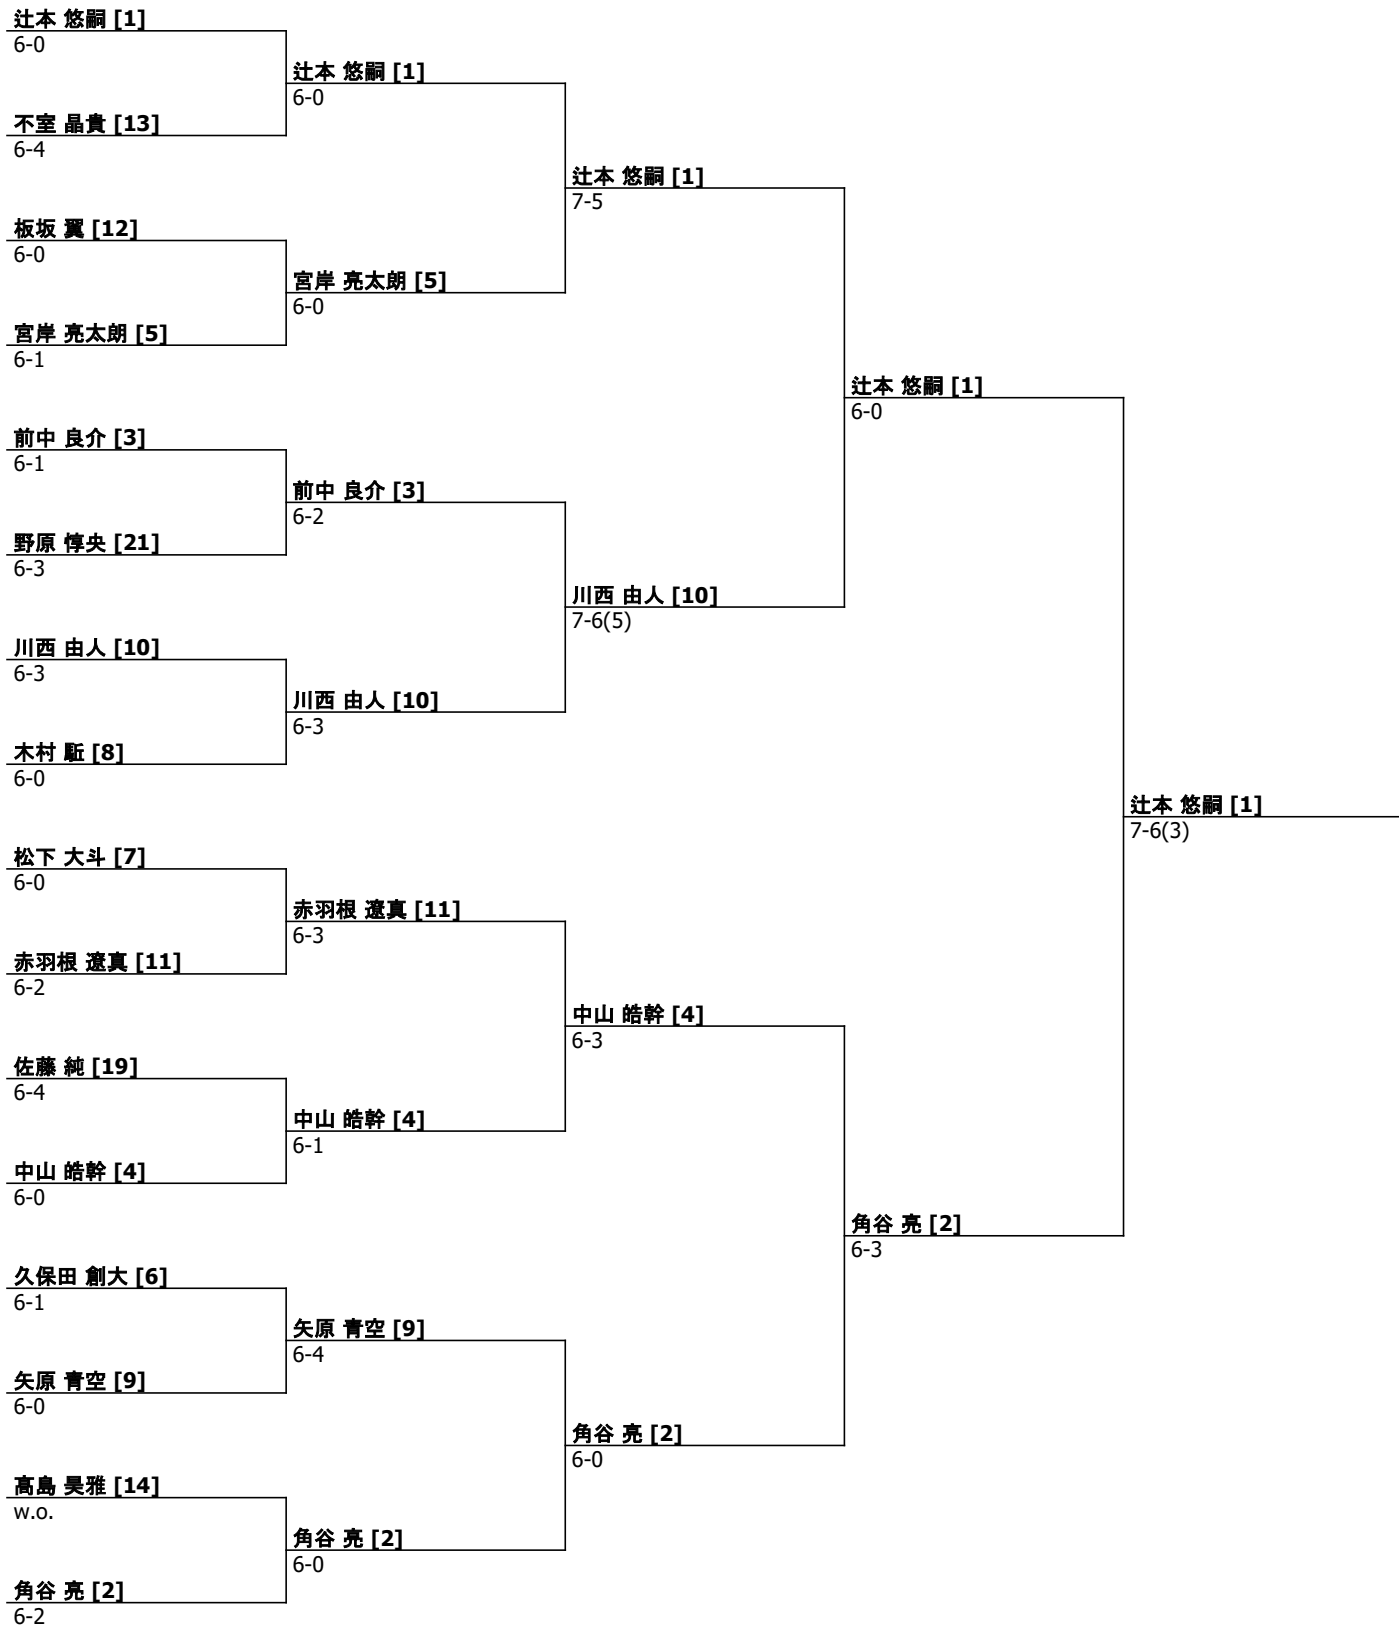 辻本 悠嗣 [1]
6-0
不室 晶貴 [13]
6-4
板坂 翼 [12]
6-0
宮岸 亮太朗 [5]
6-1
前中 良介 [3]
6-1
野原 惇央 [21]
6-3
川西 由人 [10]
6-3
木村 駈 [8]
6-0
松下 大斗 [7]
6-0
赤羽根 遼真 [11]
6-2
佐藤 純 [19]
6-4
中山 皓幹 [4]
6-0
久保田 創大 [6]
6-1
矢原 青空 [9]
6-0
高島 昊雅 [14]
w.o.
角谷 亮 [2]
6-2
辻本 悠嗣 [1]
6-0
宮岸 亮太朗 [5]
6-0
前中 良介 [3]
6-2
川西 由人 [10]
6-3
赤羽根 遼真 [11]
6-3
中山 皓幹 [4]
6-1
矢原 青空 [9]
6-4
角谷 亮 [2]
6-0
辻本 悠嗣 [1]
7-5
川西 由人 [10]
7-6(5)
中山 皓幹 [4]
6-3
角谷 亮 [2]
6-0
辻本 悠嗣 [1]
6-0
角谷 亮 [2]
6-3
辻本 悠嗣 [1]
7-6(3)